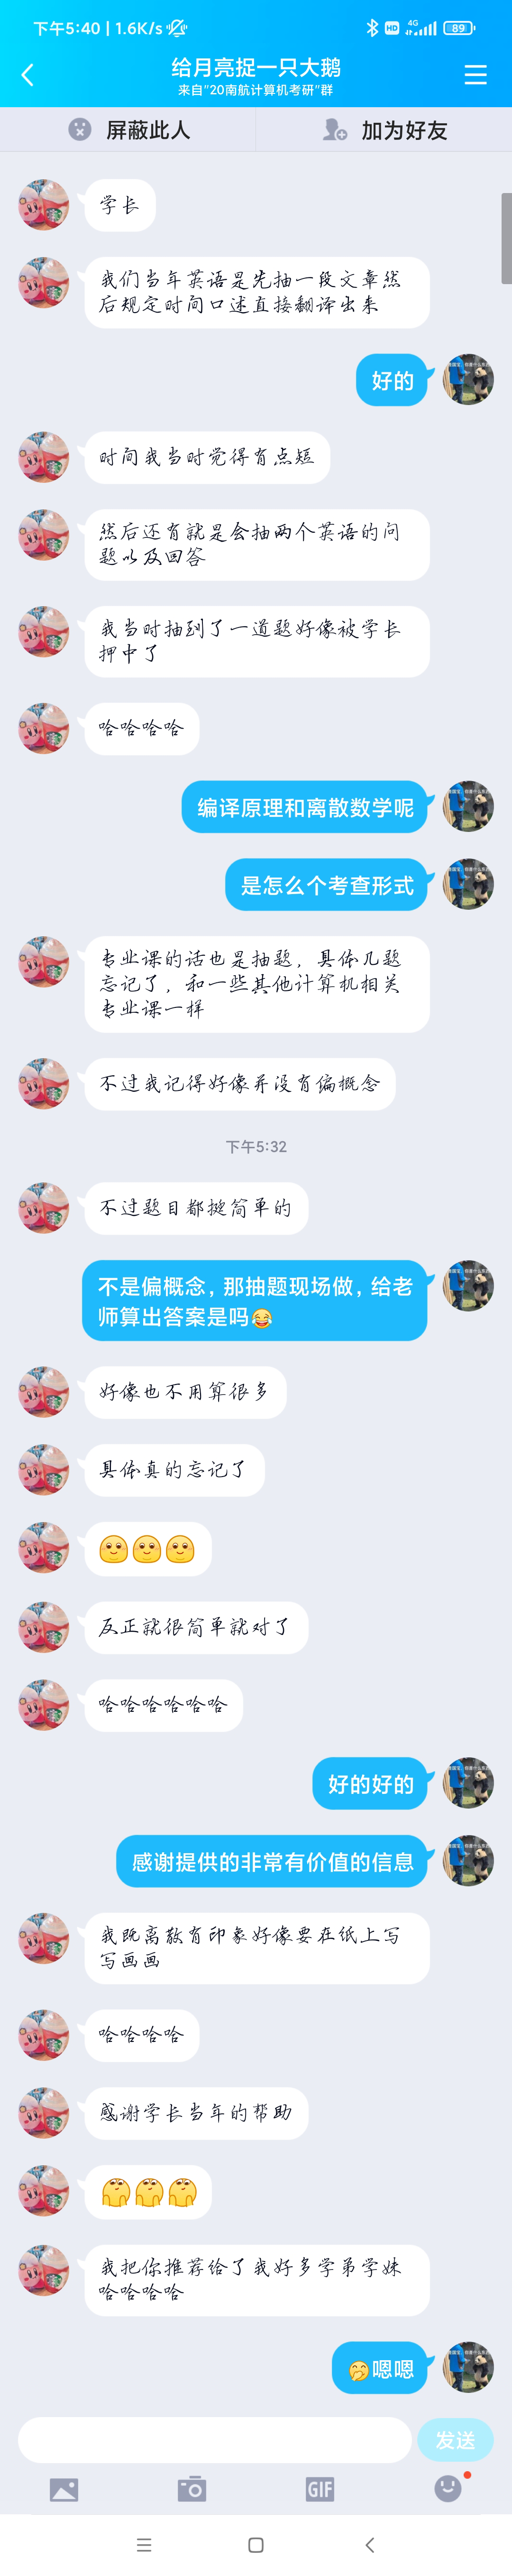 下午5:40 | 1.6K/s
HD 4G 89
给月亮捉一只大鹅
来自"20南航计算机考研"群
屏蔽此人
加为好友
学长
我们当年英语是先抽一段文章然
后规定时间口述直接翻译出来
好的
时间我当时觉得有点短
然后还有就是会抽两个英语的问
题以及回答
我当时抽到了一道题好像被学长
押中了
哈哈哈哈
编译原理和离散数学呢
是怎么个考查形式
专业课的话也是抽题，具体几题
忘记了，和一些其他计算机相关
专业课一样
不过我记得好像并没有偏概念
下午5:32
不过题目都挺简单的
不是偏概念，那抽题现场做，给老
师算出答案是吗😂
好像也不用算很多
具体真的忘记了
反正就很简单就对了
哈哈哈哈哈哈
好的好的
感谢提供的非常有价值的信息
我既离散有印象好像要在纸上写
写画画
哈哈哈哈
感谢学长当年的帮助
我把你推荐给了我好多学弟学妹
哈哈哈哈
🤭嗯嗯
发送
GIF